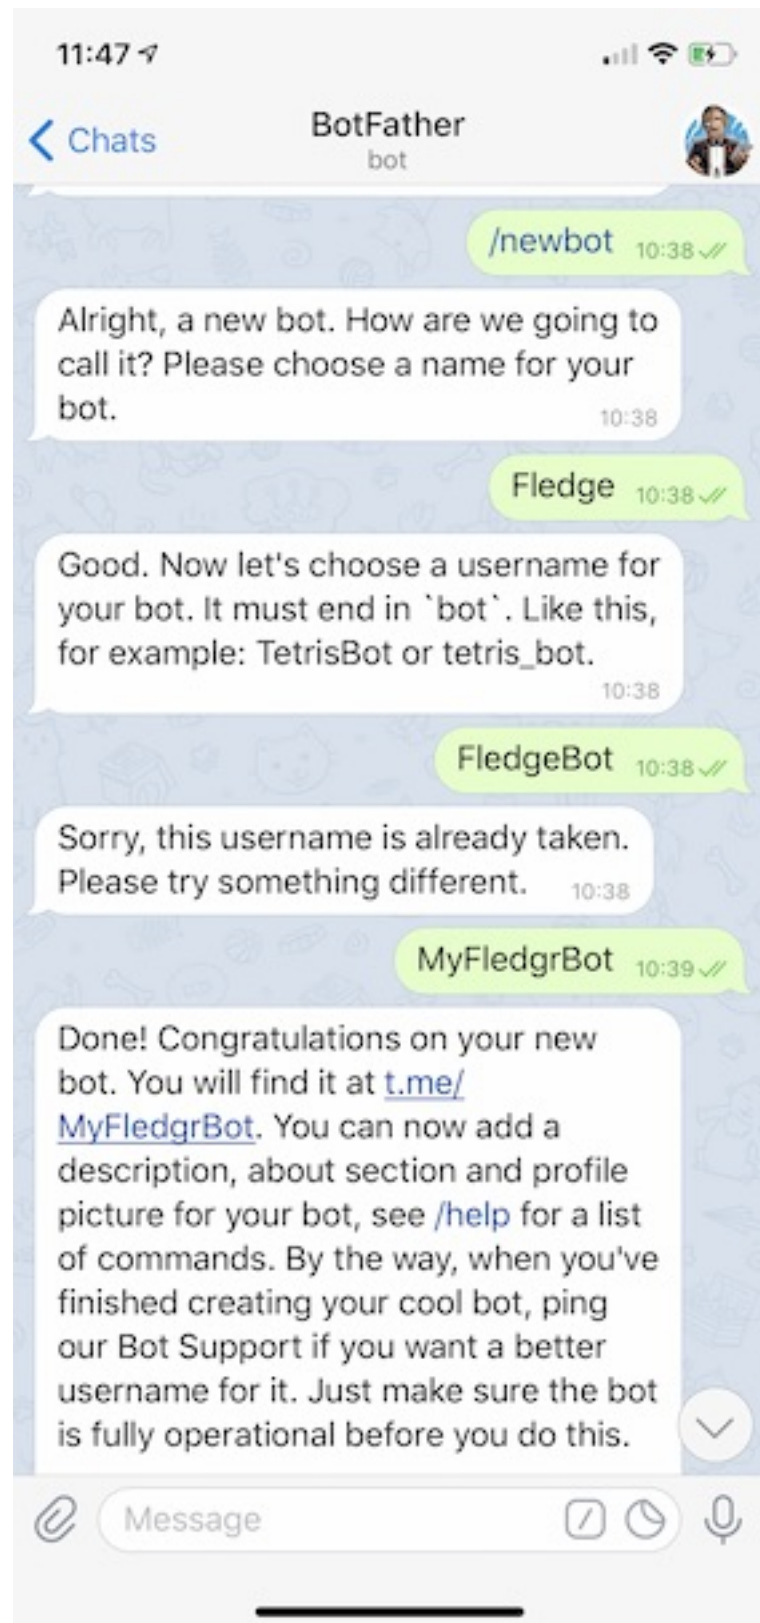 11:47
Chats
BotFather
bot
/newbot 10:38
Alright, a new bot. How are we going to
call it? Please choose a name for your
bot. 10:38
Fledge 10:38
Good. Now let's choose a username for
your bot. It must end in `bot`. Like this,
for example: TetrisBot or tetris_bot.
10:38
FledgeBot 10:38
Sorry, this username is already taken.
Please try something different. 10:38
MyFledgrBot 10:39
Done! Congratulations on your new
bot. You will find it at t.me/
MyFledgrBot. You can now add a
description, about section and profile
picture for your bot, see /help for a list
of commands. By the way, when you've
finished creating your cool bot, ping
our Bot Support if you want a better
username for it. Just make sure the bot
is fully operational before you do this.
Message